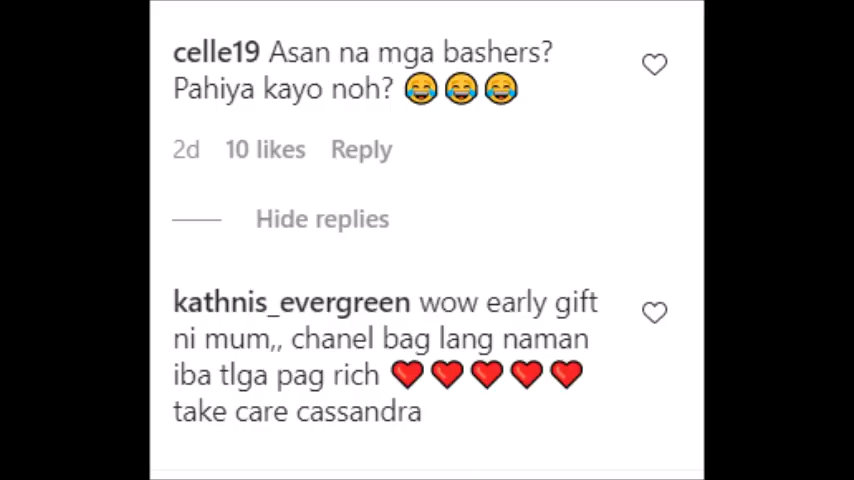 celle19 Asan na mga bashers?
Pahiya kayo noh? 😂😂😂
2d 10 likes Reply
Hide replies
kathnis_evergreen wow early gift
ni mum,, chanel bag lang naman
iba tlga pag rich ❤️❤️❤️❤️❤️
take care cassandra